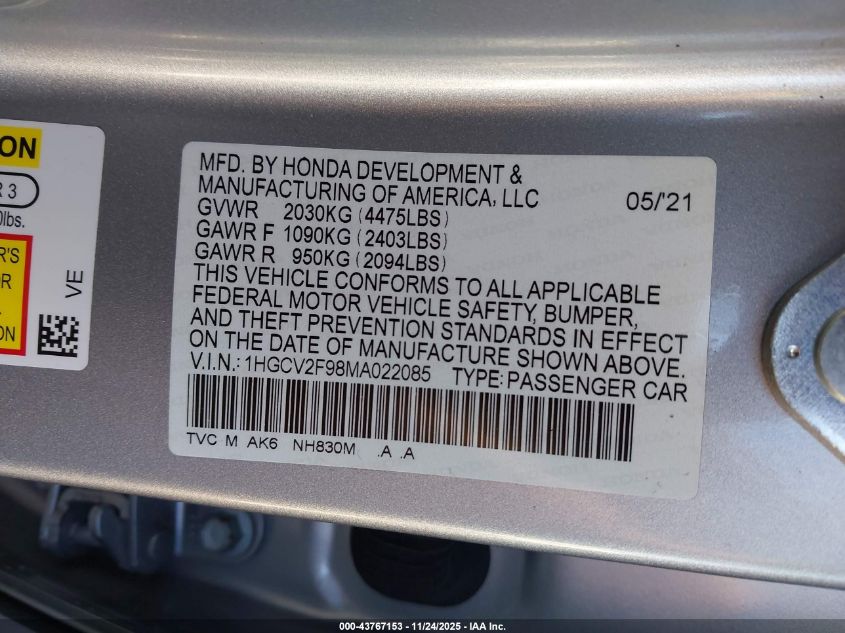 ON
R 3
0lbs.
R'S
OR
.
ION
VE
MFD. BY HONDA DEVELOPMENT &
MANUFACTURING OF AMERICA, LLC 05/'21
GVWR 2030KG (4475LBS)
GAWR F 1090KG (2403LBS)
GAWR R 950KG (2094LBS)
THIS VEHICLE CONFORMS TO ALL APPLICABLE
FEDERAL MOTOR VEHICLE SAFETY, BUMPER,
AND THEFT PREVENTION STANDARDS IN EFFECT
ON THE DATE OF MANUFACTURE SHOWN ABOVE.
V.I.N.: 1HGCV2F98MA022085 TYPE: PASSENGER CAR
TVC M AK6 NH830M .A .A
000-43767153 - 11/24/2025 - IAA Inc.